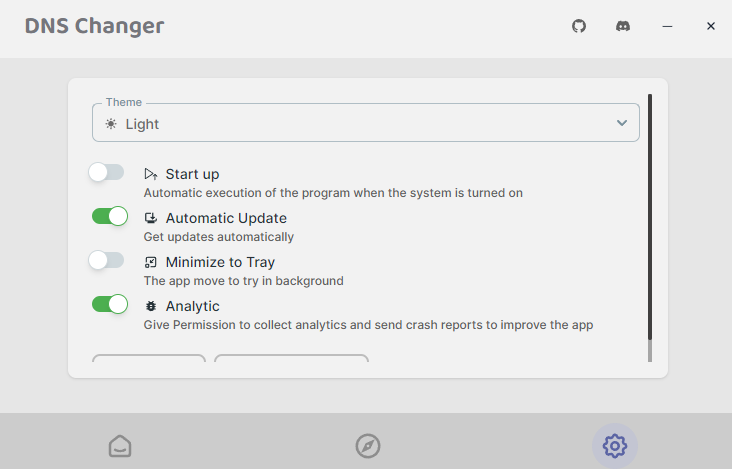 DNS Changer
Theme
Light
Start up
Automatic execution of the program when the system is turned on
Automatic Update
Get updates automatically
Minimize to Tray
The app move to try in background
Analytic
Give Permission to collect analytics and send crash reports to improve the app